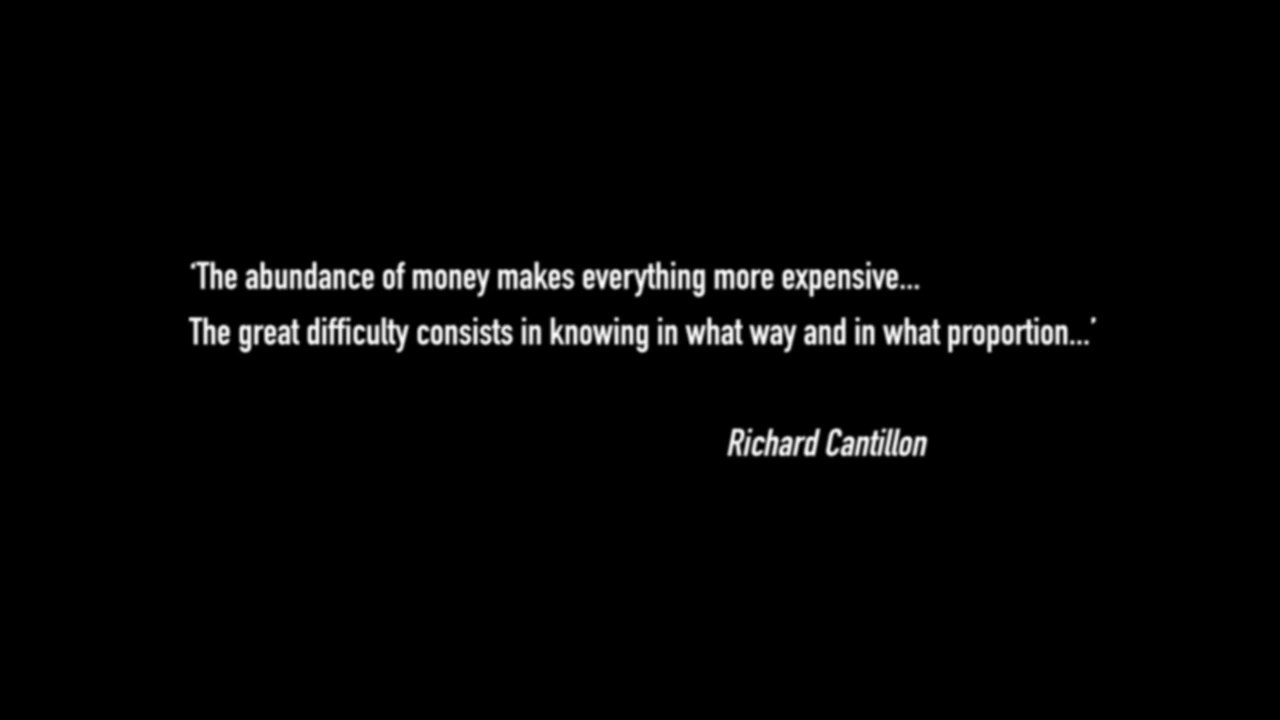 ‘The abundance of money makes everything more expensive...
The great difficulty consists in knowing in what way and in what proportion...’
Richard Cantillon